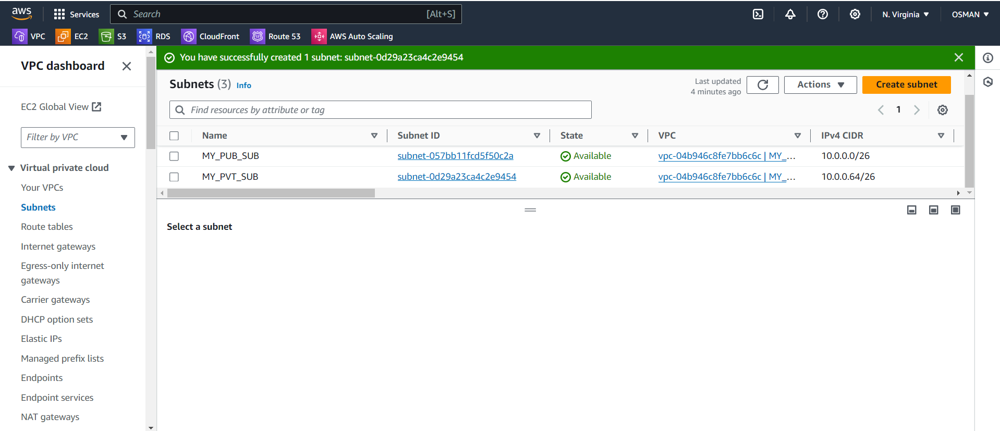 aws
Services
Search [Alt+S]
N. Virginia
OSMAN
VPC EC2 S3 RDS CloudFront Route 53 AWS Auto Scaling
VPC dashboard
EC2 Global View
Filter by VPC
Virtual private cloud
Your VPCs
Subnets
Route tables
Internet gateways
Egress-only internet
gateways
Carrier gateways
DHCP option sets
Elastic IPs
Managed prefix lists
Endpoints
Endpoint services
NAT gateways
You have successfully created 1 subnet: subnet-0d29a23ca4c2e9454
Subnets (3) Info
Last updated
4 minutes ago
Actions
Create subnet
Find resources by attribute or tag
1
Name Subnet ID State VPC IPv4 CIDR
MY_PUB_SUB subnet-057bb11fcd5f50c2a Available vpc-04b946c8fe7bb6c6c | MY_... 10.0.0.0/26
MY_PVT_SUB subnet-0d29a23ca4c2e9454 Available vpc-04b946c8fe7bb6c6c | MY_... 10.0.0.64/26
Select a subnet